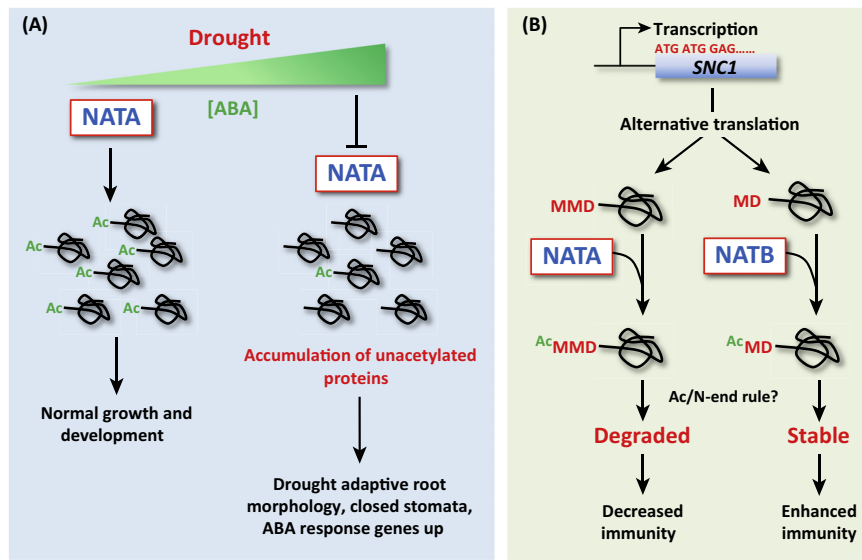 (A)
Drought
[ABA]
NATA
NATA
Ac
Ac
Ac
Ac
Ac
Ac
Ac
Accumulation of unacetylated
proteins
Normal growth and
development
Drought adaptive root
morphology, closed stomata,
ABA response genes up
(B)
Transcription
ATG ATG GAG......
SNC1
Alternative translation
MMD
MD
NATA
NATB
AcMMD
AcMD
Ac/N-end rule?
Degraded
Stable
Decreased
immunity
Enhanced
immunity